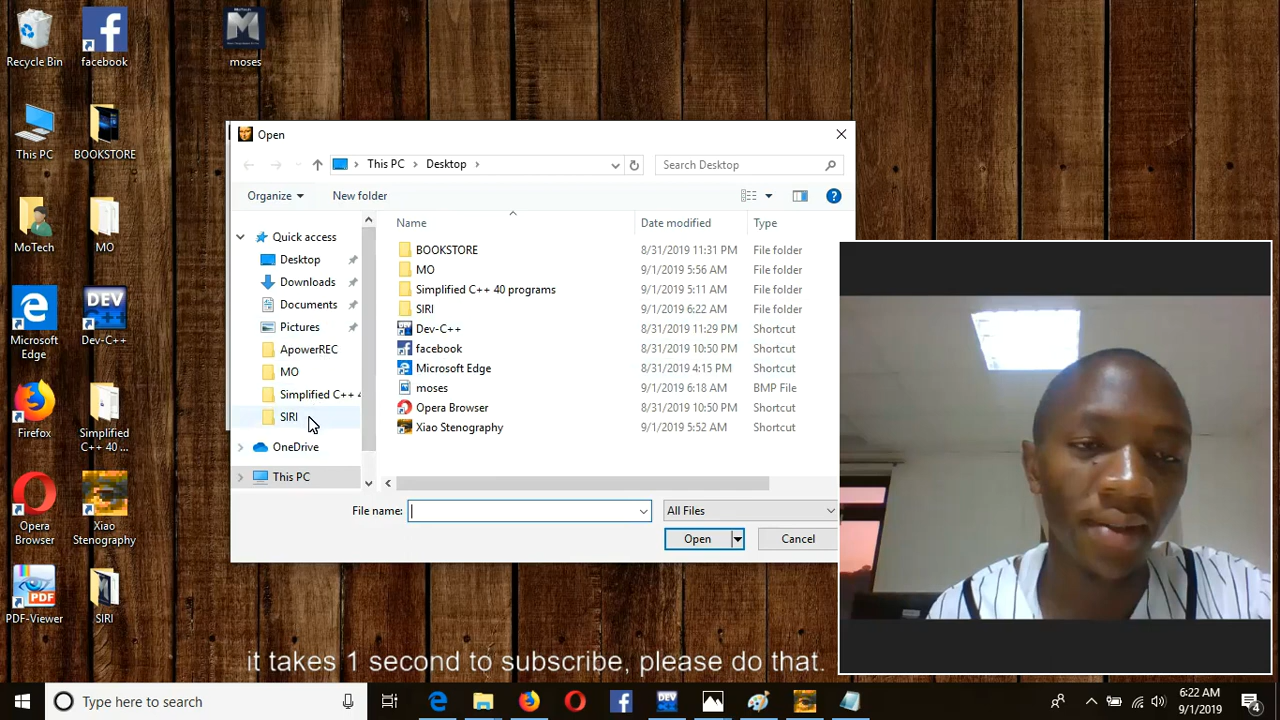 Recycle Bin
facebook
moses
This PC
BOOKSTORE
MoTech
MO
Microsoft
Edge
DEV
Dev-C++
Firefox
Simplified
C++ 40 ...
Opera
Browser
Xiao
Stenography
PDF
PDF-Viewer
SIRI
Open
This PC
Desktop
Search Desktop
Organize
New folder
Quick access
Desktop
Downloads
Documents
Pictures
ApowerREC
MO
Simplified C++ 4
SIRI
OneDrive
This PC
Name Date modified Type
BOOKSTORE 8/31/2019 11:31 PM File folder
MO 9/1/2019 5:56 AM File folder
Simplified C++ 40 programs 9/1/2019 5:11 AM File folder
SIRI 9/1/2019 6:22 AM File folder
Dev-C++ 8/31/2019 11:29 PM Shortcut
facebook 8/31/2019 10:50 PM Shortcut
Microsoft Edge 8/31/2019 4:15 PM Shortcut
moses 9/1/2019 6:18 AM BMP File
Opera Browser 8/31/2019 10:50 PM Shortcut
Xiao Stenography 9/1/2019 5:52 AM Shortcut
File name:
All Files
Open
Cancel
it takes 1 second to subscribe, please do that.
Type here to search
DEV
6:22 AM
9/1/2019
4